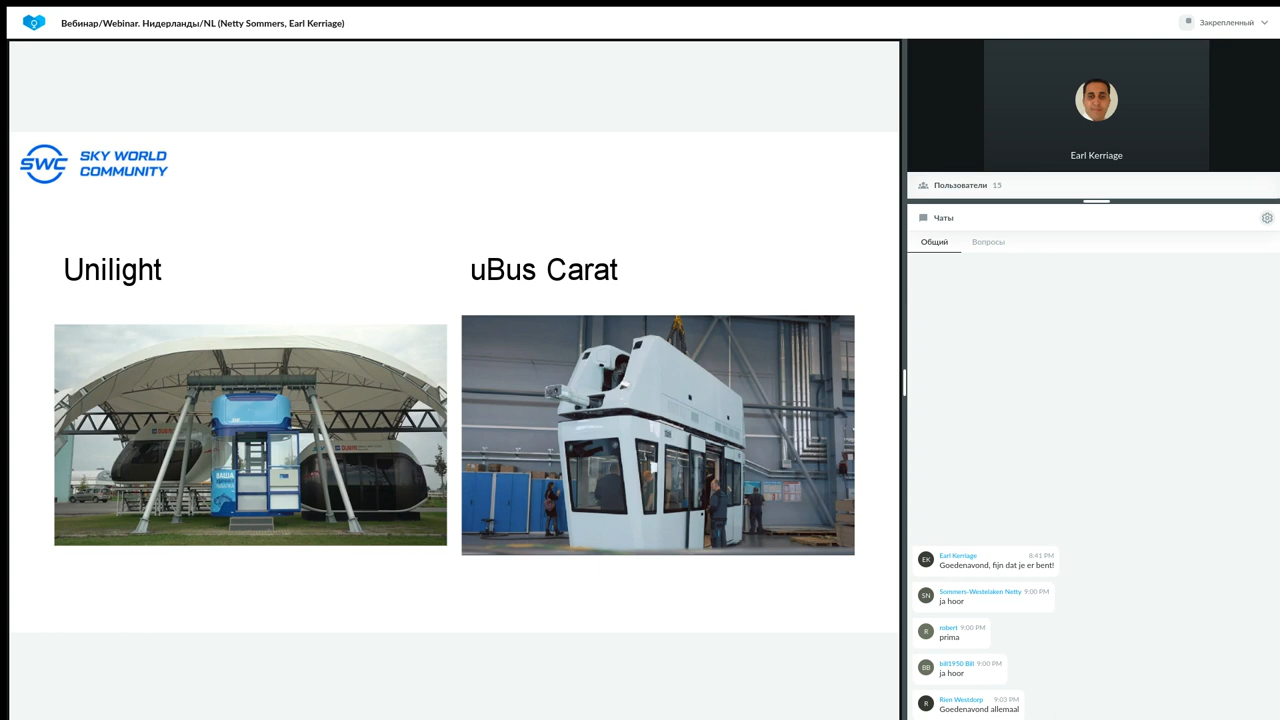 Вебинар/Webinar. Нидерланды/NL (Netty Sommers, Earl Kerriage)
Закрепленный
SWC
SKY WORLD
COMMUNITY
Unilight
uBus Carat
ВАША
Earl Kerriage
Пользователи 15
Чаты
Общий
Вопросы
EK
Earl Kerriage 8:41 PM
Goedenavond, fijn dat je er bent!
SN
Sommers-Westelaken Netty 9:00 PM
ja hoor
R
robert 9:00 PM
prima
BB
bill1950 Bill 9:00 PM
ja hoor
R
Rien Westdorp 9:03 PM
Goedenavond allemaal